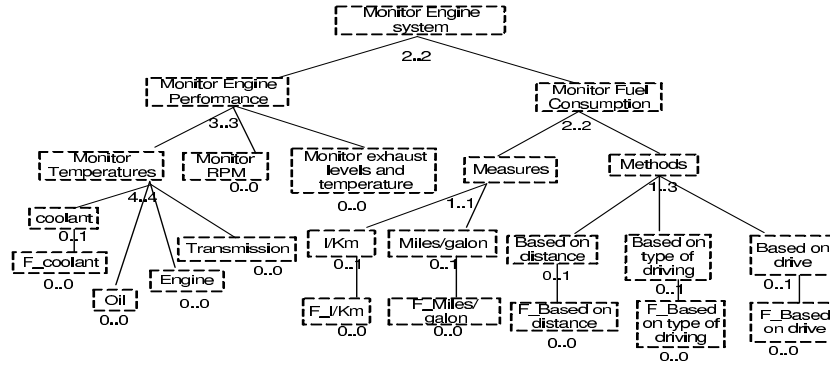 Monitor Engine
system
2..2
Monitor Engine
Performance
3..3
Monitor Fuel
Consumption
2..2
Monitor
Temperatures
4..4
Monitor
RPM
0..0
Monitor exhaust
levels and
temperature
0..0
Measures
1..1
Methods
1..3
coolant
0..1
F_coolant
0..0
Oil
0..0
Engine
0..0
Transmission
0..0
l/Km
0..1
F_l/Km
0..0
Miles/galon
0..1
F_Miles/
galon
0..0
Based on
distance
0..1
F_Based on
distance
0..0
Based on
type of
driving
0..1
F_Based
on type of
driving
0..0
Based on
drive
0..1
F_Based
on drive
0..0